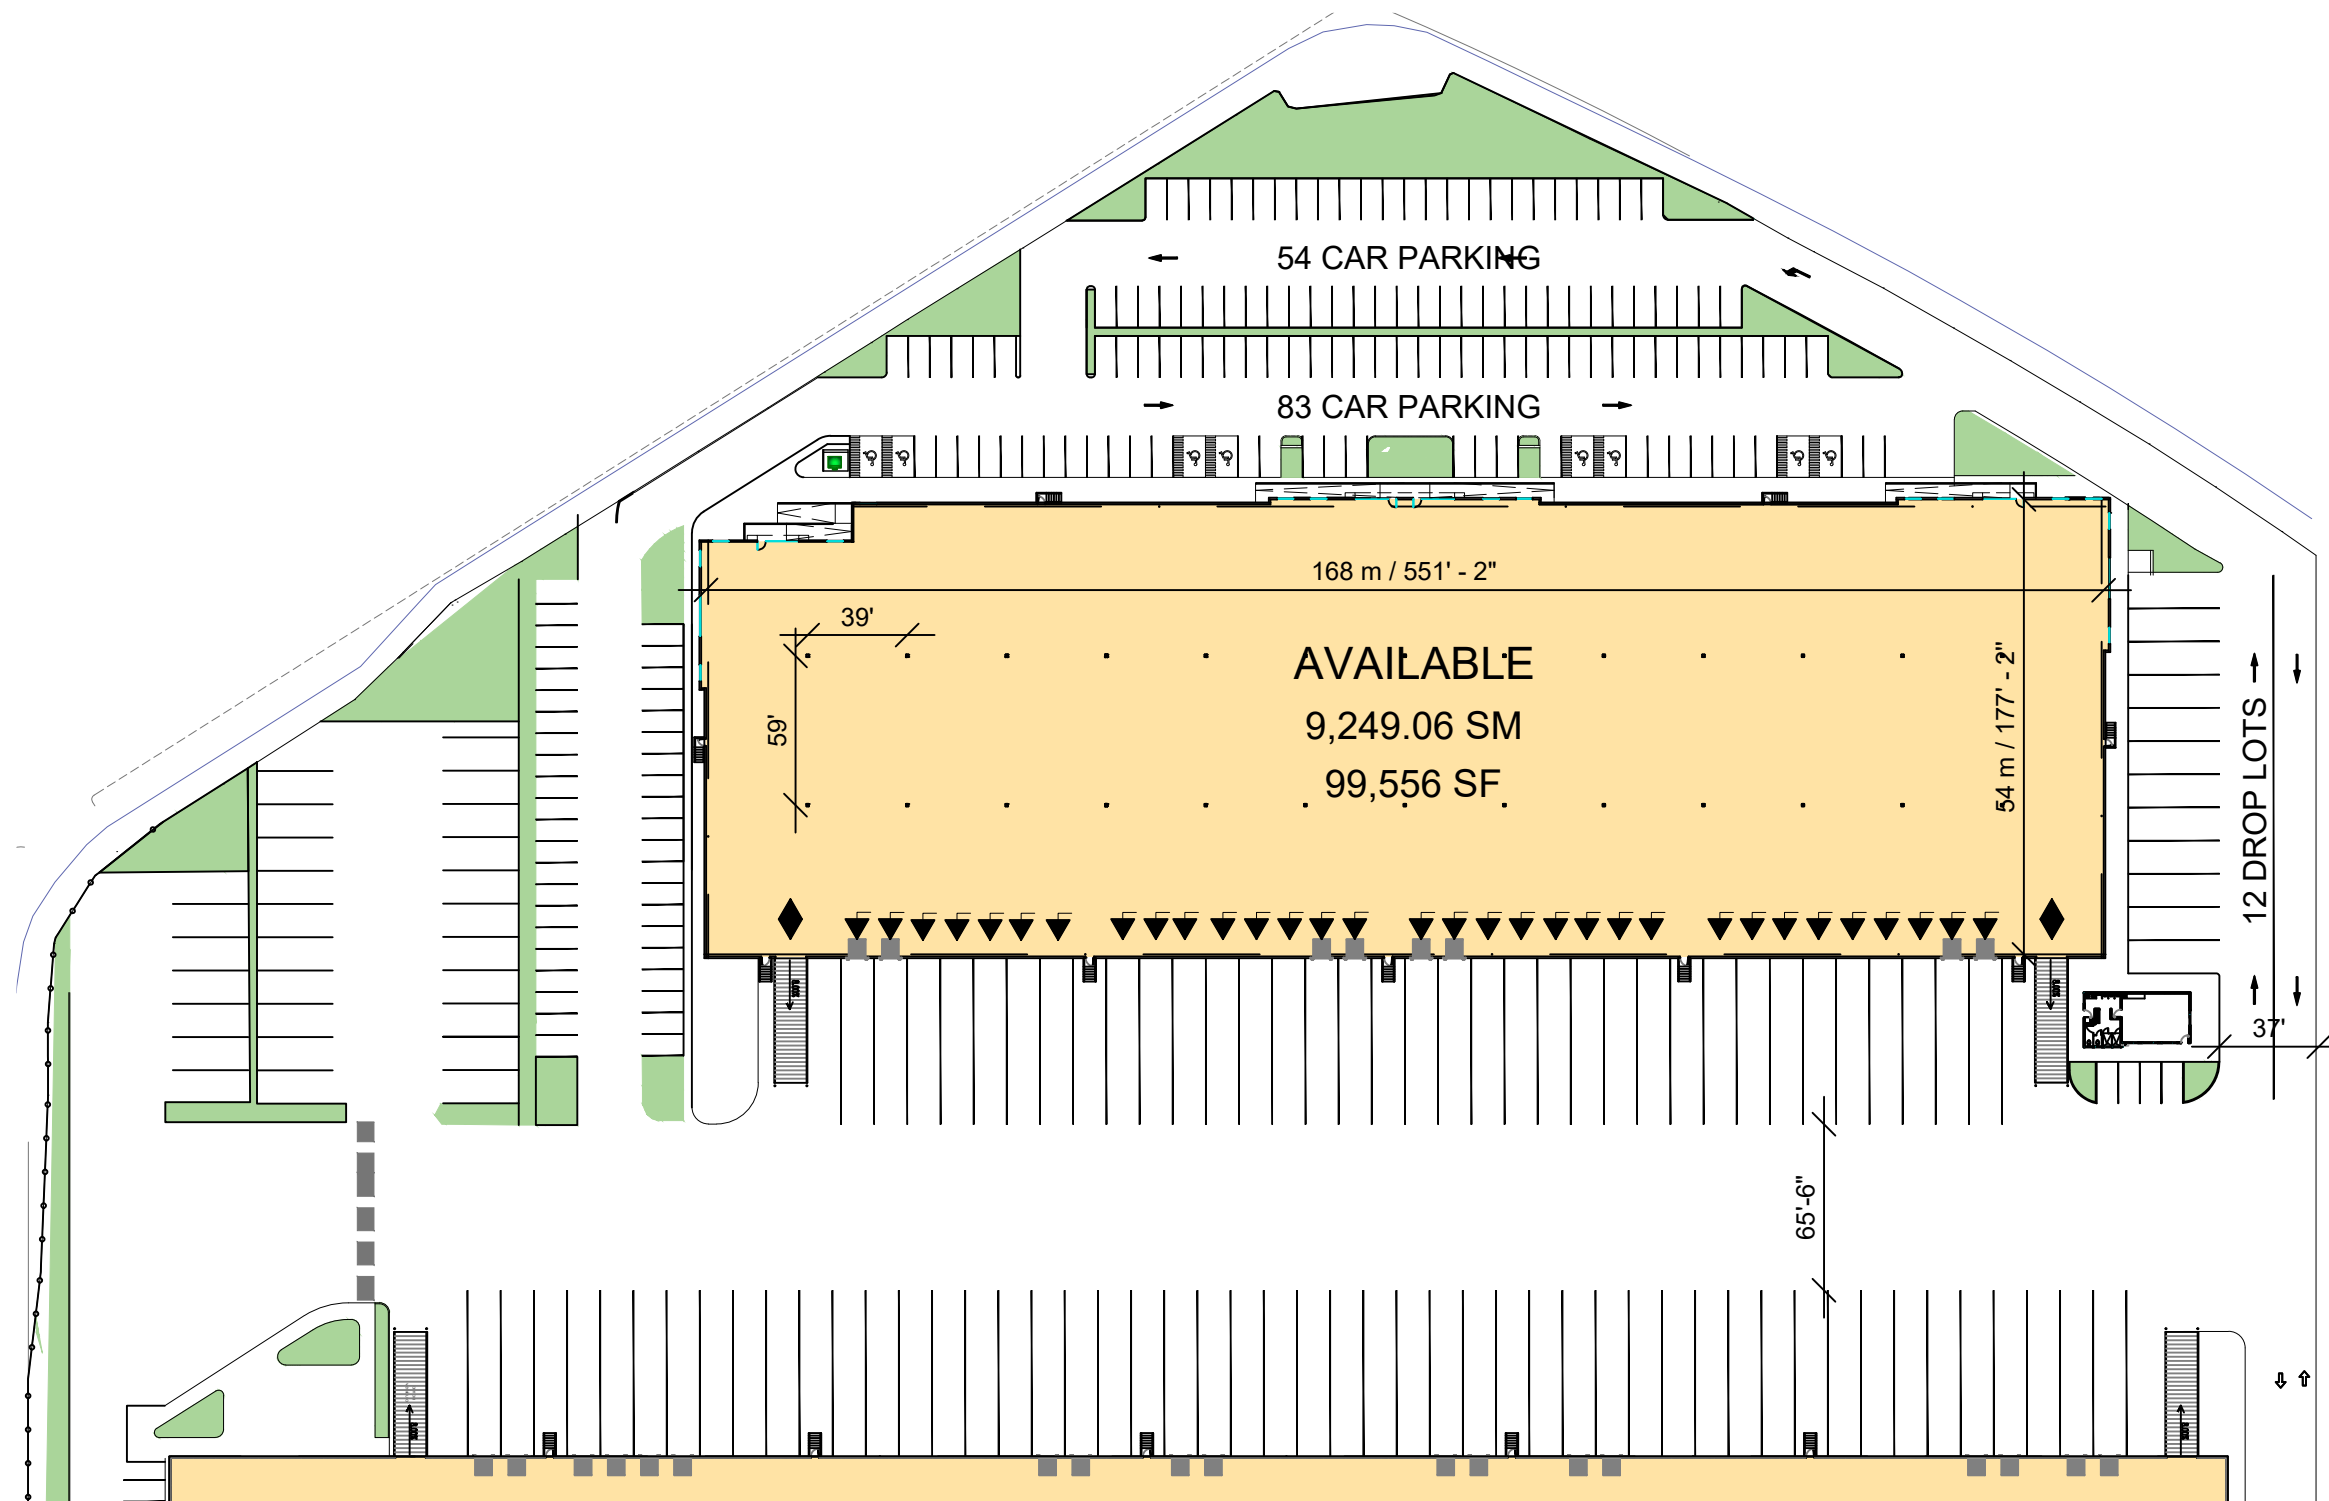 54 CAR PARKING
83 CAR PARKING
168 m / 551' - 2"
39'
59'
AVAILABLE
9,249.06 SM
99,556 SF
54 m / 177' - 2"
12 DROP LOTS
37'
65'-6"